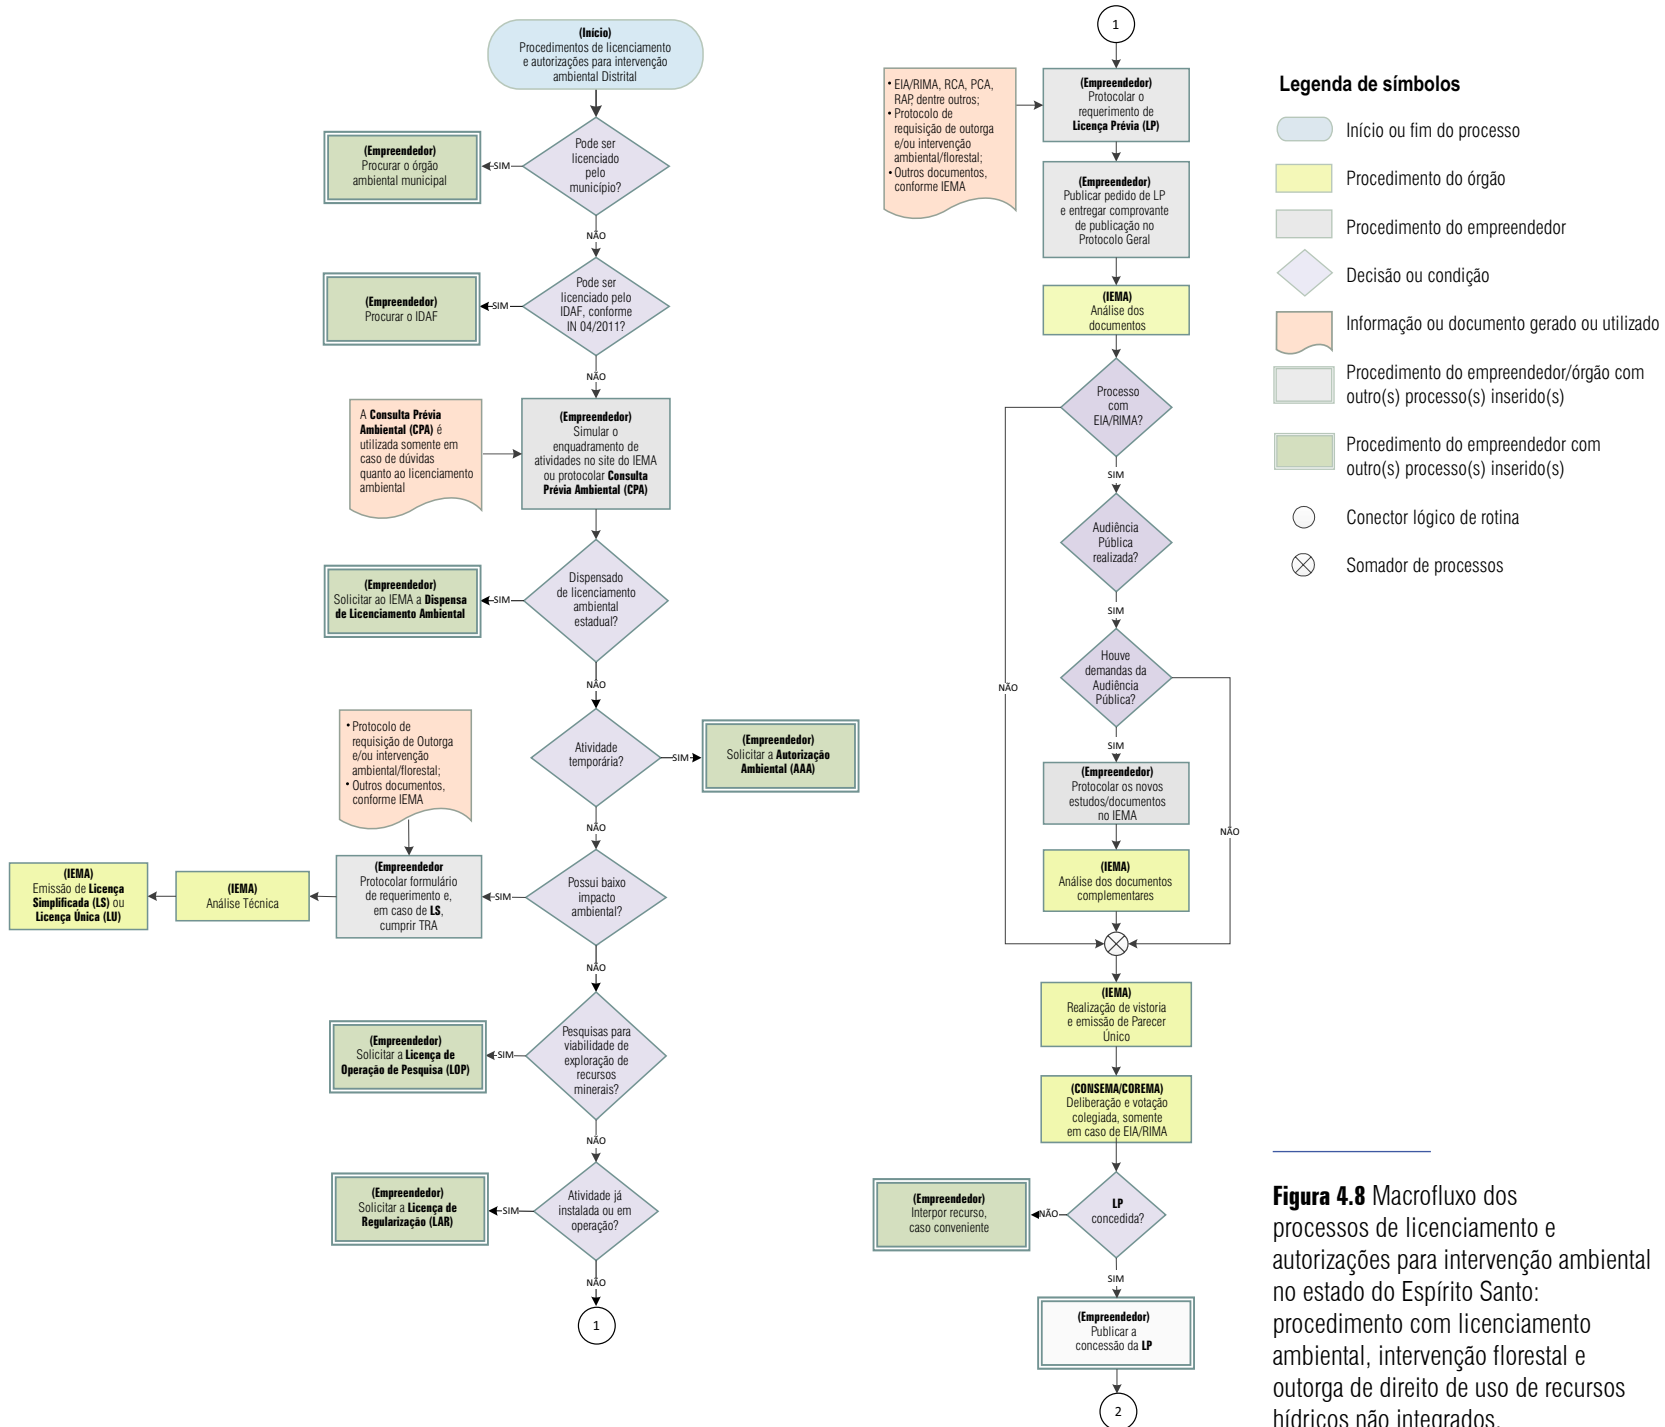 (Início)
Procedimentos de licenciamento
e autorizações para intervenção
ambiental Distrital
Pode ser
licenciado
pelo
município?
SIM
(Empreendedor)
Procurar o órgão
ambiental municipal
NÃO
Pode ser
licenciado pelo
IDAF, conforme
IN 04/2011?
SIM
(Empreendedor)
Procurar o IDAF
NÃO
A Consulta Prévia
Ambiental (CPA) é
utilizada somente em
caso de dúvidas
quanto ao licenciamento
ambiental
(Empreendedor)
Simular o
enquadramento de
atividades no site do IEMA
ou protocolar Consulta
Prévia Ambiental (CPA)
Dispensado
de licenciamento
ambiental
estadual?
SIM
(Empreendedor)
Solicitar ao IEMA a Dispensa
de Licenciamento Ambiental
NÃO
Atividade
temporária?
SIM
(Empreendedor)
Solicitar a Autorização
Ambiental (AAA)
NÃO
• Protocolo de
requisição de Outorga
e/ou intervenção
ambiental/florestal;
• Outros documentos,
conforme IEMA
Possui baixo
impacto
ambiental?
SIM
(Empreendedor
Protocolar formulário
de requerimento e,
em caso de LS,
cumprir TRA
(IEMA)
Análise Técnica
(IEMA)
Emissão de Licença
Simplificada (LS) ou
Licença Única (LU)
NÃO
Pesquisas para
viabilidade de
exploração de
recursos
minerais?
SIM
(Empreendedor)
Solicitar a Licença de
Operação de Pesquisa (LOP)
NÃO
Atividade já
instalada ou em
operação?
SIM
(Empreendedor)
Solicitar a Licença de
Regularização (LAR)
NÃO
1
1
• EIA/RIMA, RCA, PCA,
RAP, dentre outros;
• Protocolo de
requisição de outorga
e/ou intervenção
ambiental/florestal;
• Outros documentos,
conforme IEMA
(Empreendedor)
Protocolar o
requerimento de
Licença Prévia (LP)
(Empreendedor)
Publicar pedido de LP
e entregar comprovante
de publicação no
Protocolo Geral
(IEMA)
Análise dos
documentos
Processo
com
EIA/RIMA?
SIM
Audiência
Pública
realizada?
SIM
Houve
demandas da
Audiência
Pública?
NÃO
SIM
(Empreendedor)
Protocolar os novos
estudos/documentos
no IEMA
NÃO
(IEMA)
Análise dos documentos
complementares
(IEMA)
Realização de vistoria
e emissão de Parecer
Único
(CONSEMA/COREMA)
Deliberação e votação
colegiada, somente
em caso de EIA/RIMA
LP
concedida?
NÃO
(Empreendedor)
Interpor recurso,
caso conveniente
SIM
(Empreendedor)
Publicar a
concessão da LP
2
Legenda de símbolos
Início ou fim do processo
Procedimento do órgão
Procedimento do empreendedor
Decisão ou condição
Informação ou documento gerado ou utilizado
Procedimento do empreendedor/órgão com
outro(s) processo(s) inserido(s)
Procedimento do empreendedor com
outro(s) processo(s) inserido(s)
Conector lógico de rotina
Somador de processos
Figura 4.8 Macrofluxo dos
processos de licenciamento e
autorizações para intervenção ambiental
no estado do Espírito Santo:
procedimento com licenciamento
ambiental, intervenção florestal e
outorga de direito de uso de recursos
hídricos não integrados.